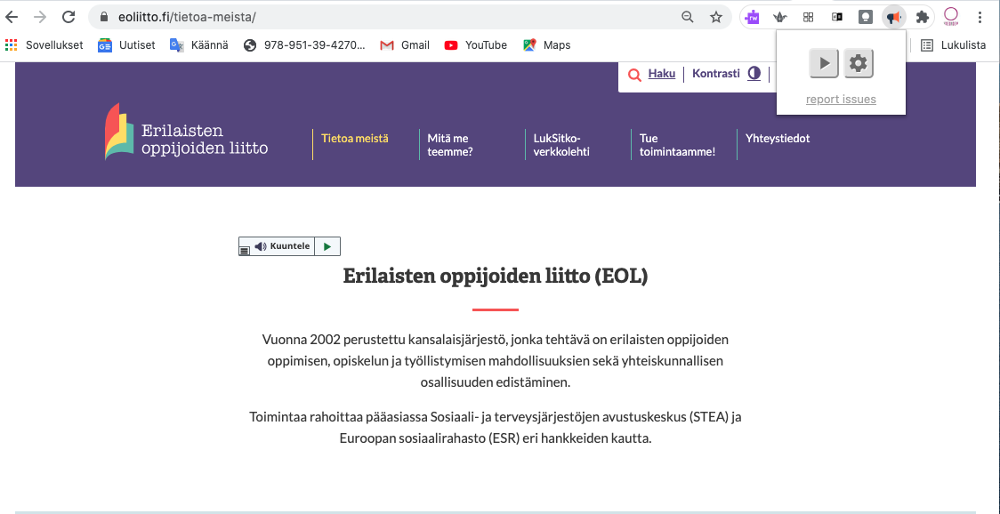 eoliitto.fi/tietoa-meista/
Sovellukset
Uutiset
Käännä
978-951-39-4270...
Gmail
YouTube
Maps
Lukulista
report issues
Haku
Kontrasti
Erilaisten
oppijoiden liitto
Tietoa meistä
Mitä me
teemme?
LukSitko-
verkkolehti
Tue
toimintaamme!
Yhteystiedot
Kuuntele
Erilaisten oppijoiden liitto (EOL)
Vuonna 2002 perustettu kansalaisjärjestö, jonka tehtävä on erilaisten oppijoiden
oppimisen, opiskelun ja työllistymisen mahdollisuuksien sekä yhteiskunnallisen
osallisuuden edistäminen.
Toimintaa rahoittaa pääasiassa Sosiaali- ja terveysjärjestöjen avustuskeskus (STEA) ja
Euroopan sosiaalirahasto (ESR) eri hankkeiden kautta.